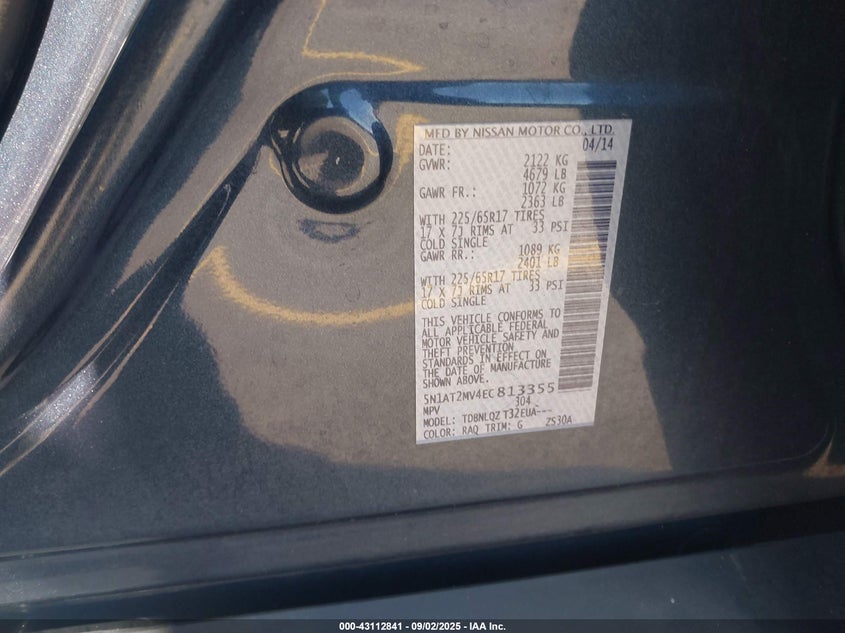 MFD BY NISSAN MOTOR CO., LTD.
DATE: 04/14
GVWR: 2122 KG
4679 LB
GAWR FR.: 1072 KG
2363 LB
WITH 225/65R17 TIRES
17 X 7J RIMS AT 33 PSI
COLD SINGLE
GAWR RR.: 1089 KG
2401 LB
WITH 225/65R17 TIRES
17 X 7J RIMS AT 33 PSI
COLD SINGLE
THIS VEHICLE CONFORMS TO
ALL APPLICABLE FEDERAL
MOTOR VEHICLE SAFETY AND
THEFT PREVENTION
STANDARDS IN EFFECT ON
THE DATE OF MANUFACTURE
SHOWN ABOVE.
5N1AT2MV4EC813355
MPV 304
MODEL: TDBNLQZ T32EUA---
COLOR: RAQ TRIM: G ZS30A
000-43112841 | 09/02/2025 - IAA Inc.